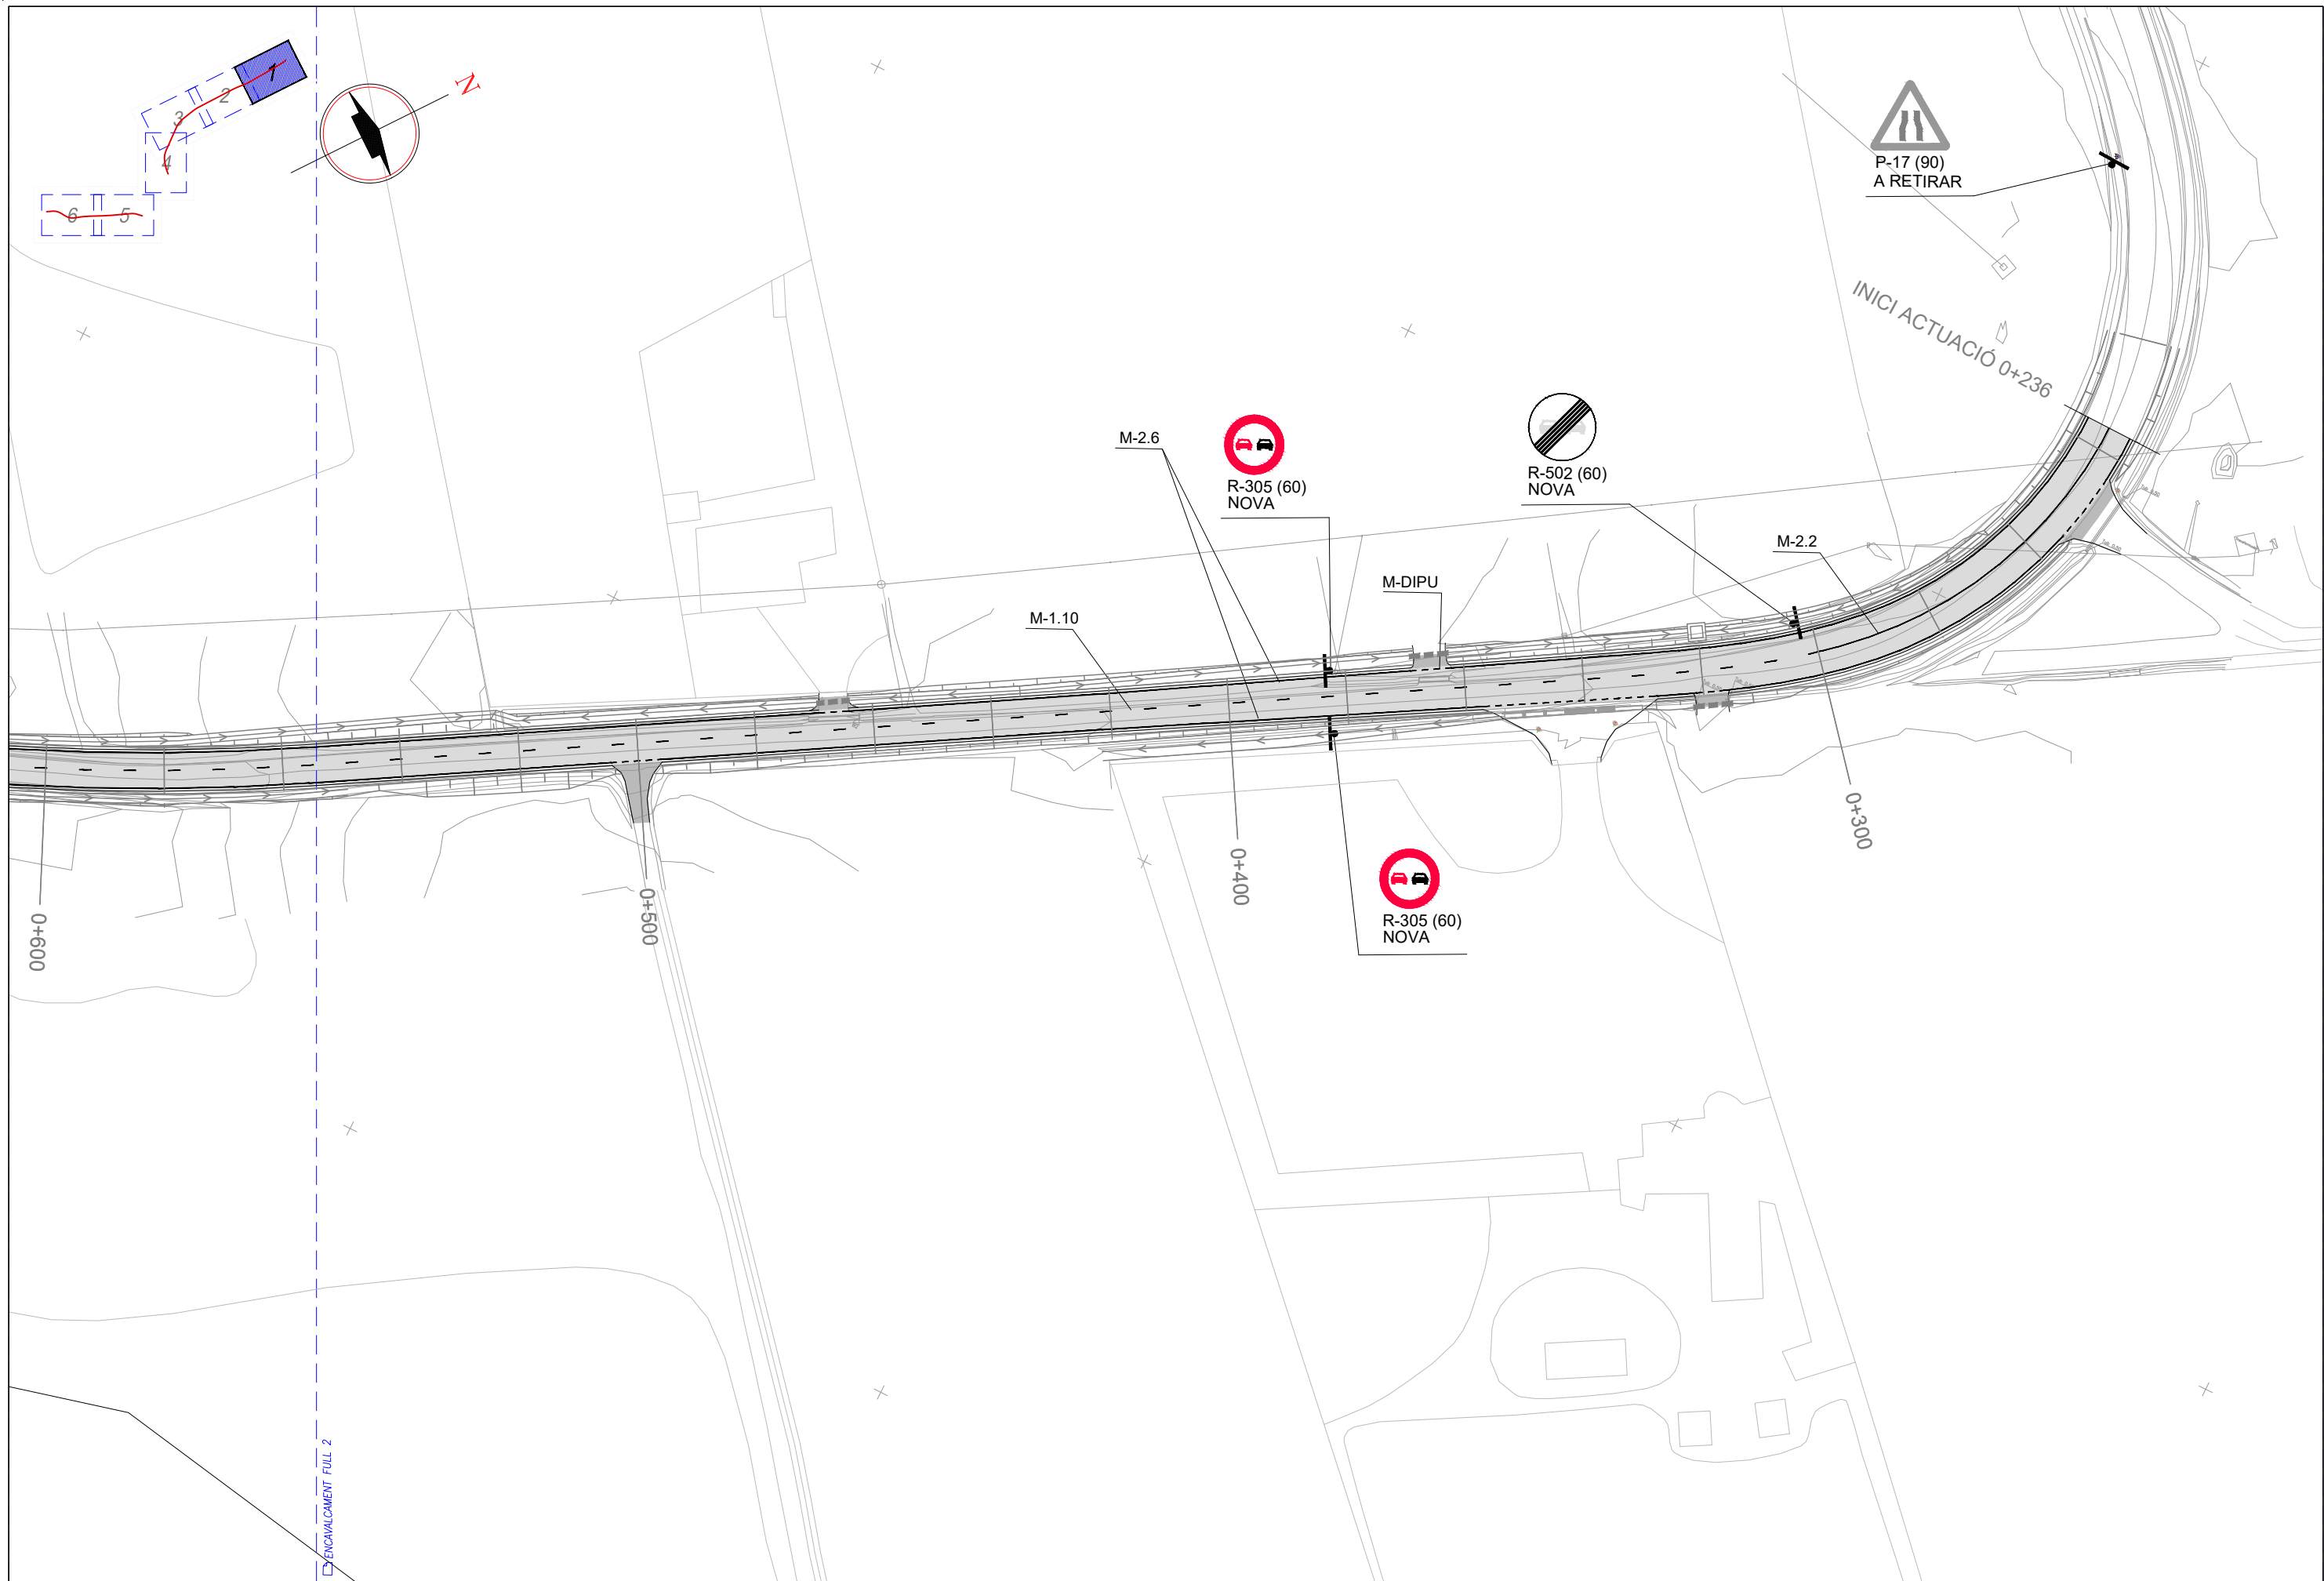 1
2
3
4
6
5
N
P-17 (90)
A RETIRAR
INICI ACTUACIÓ 0+236
M-2.6
R-305 (60)
NOVA
R-502 (60)
NOVA
M-2.2
M-DIPU
M-1.10
0+300
0+400
R-305 (60)
NOVA
0+500
0+600
ENCAVALCAMENT FULL 2